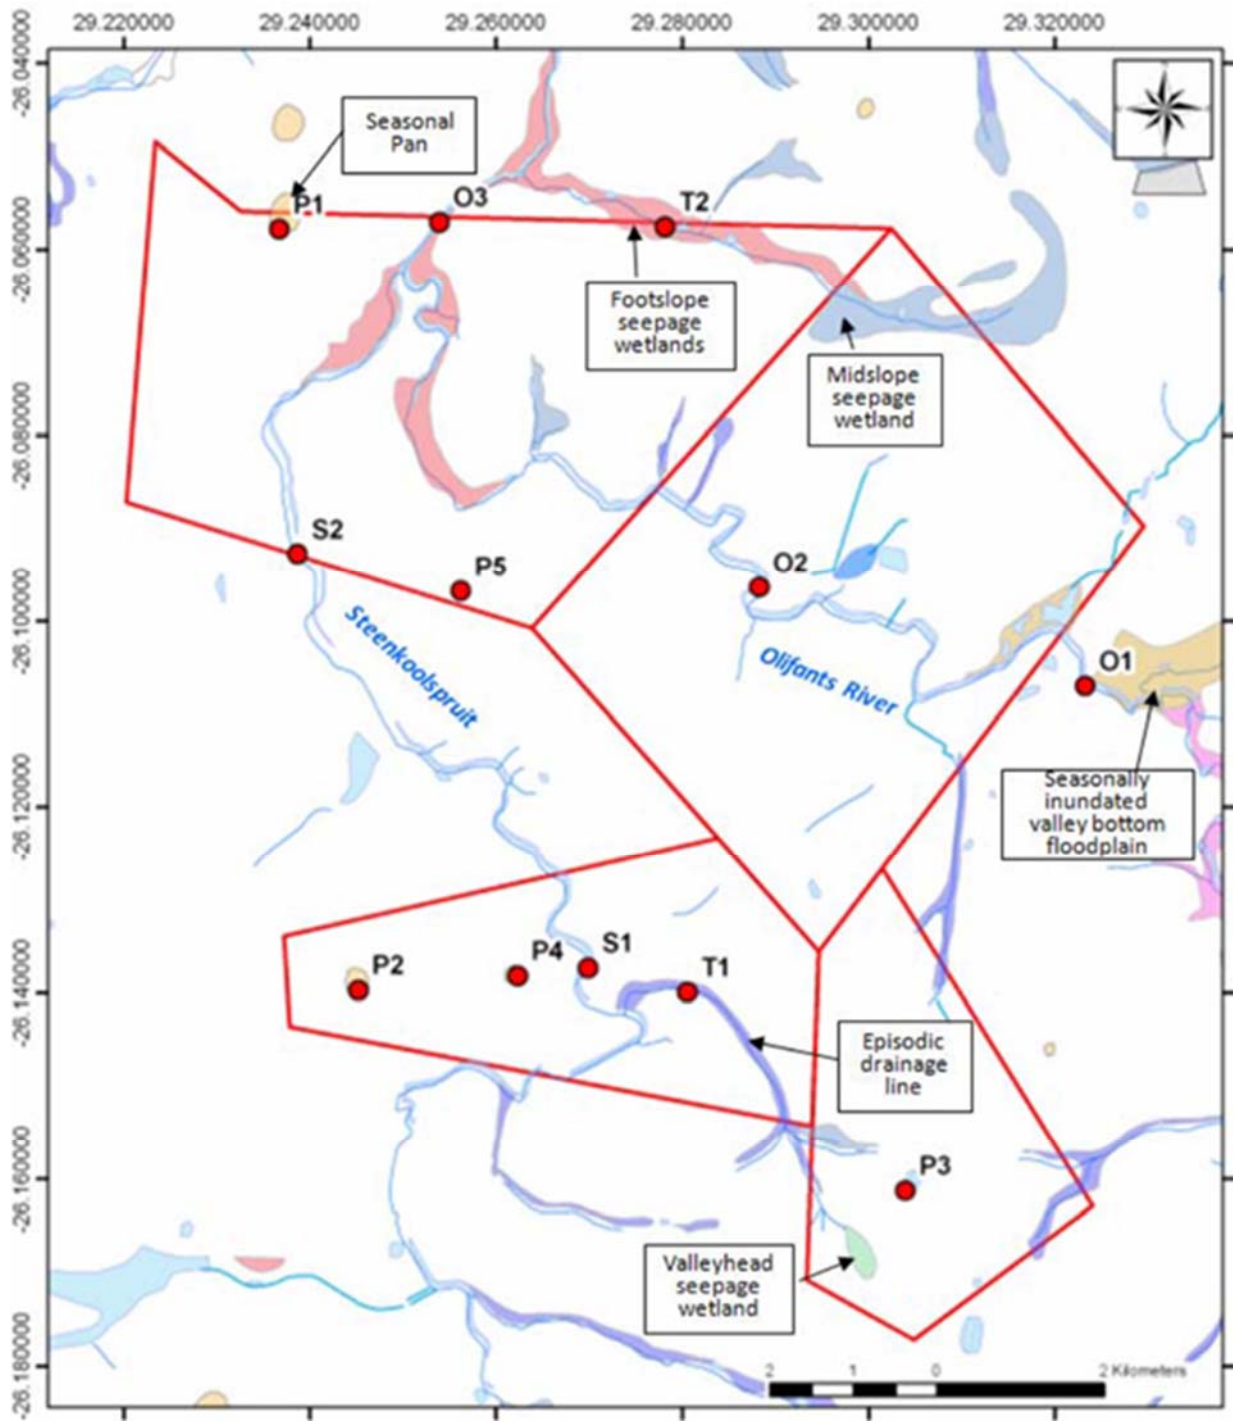 29.220000 29.240000 29.260000 29.280000 29.300000 29.320000
-26.040000
-26.060000
-26.080000
-26.100000
-26.120000
-26.140000
-26.160000
-26.180000
Seasonal
Pan
P1
O3
T2
Footslope
seepage
wetlands
Midslope
seepage
wetland
S2
P5
O2
Steenkoolspruit
Olifants River
O1
Seasonally
inundated
valley bottom
floodplain
P2
P4
S1
T1
Episodic
drainage
line
P3
Valleyhead
seepage
wetland
2 1 0 2 Kilometers